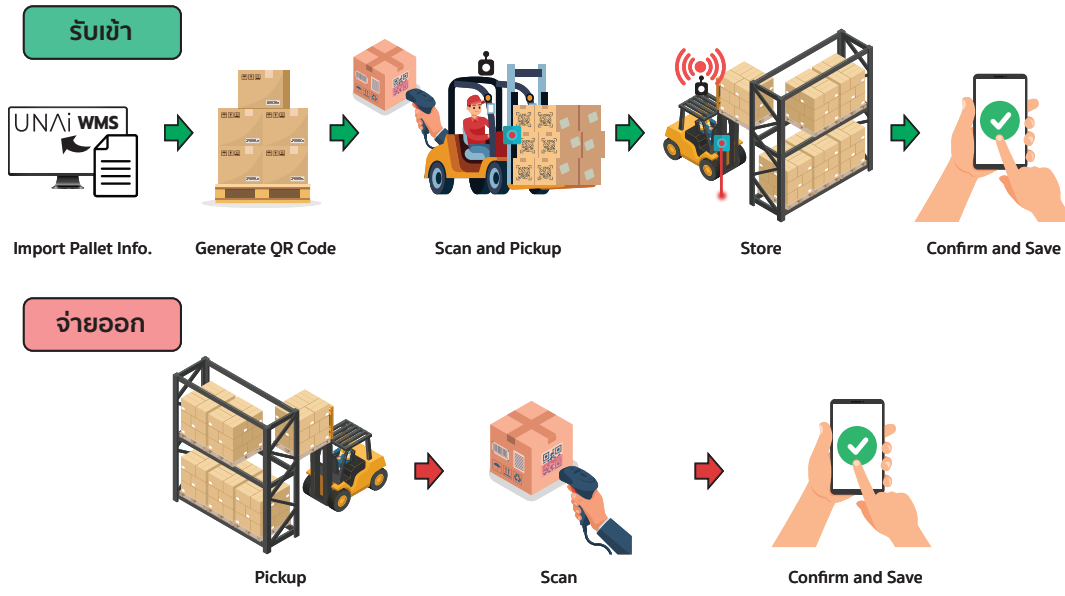 รับเข้า
UNAi WMS
Import Pallet Info.
Generate QR Code
Scan and Pickup
Store
Confirm and Save
จ่ายออก
Pickup
Scan
Confirm and Save